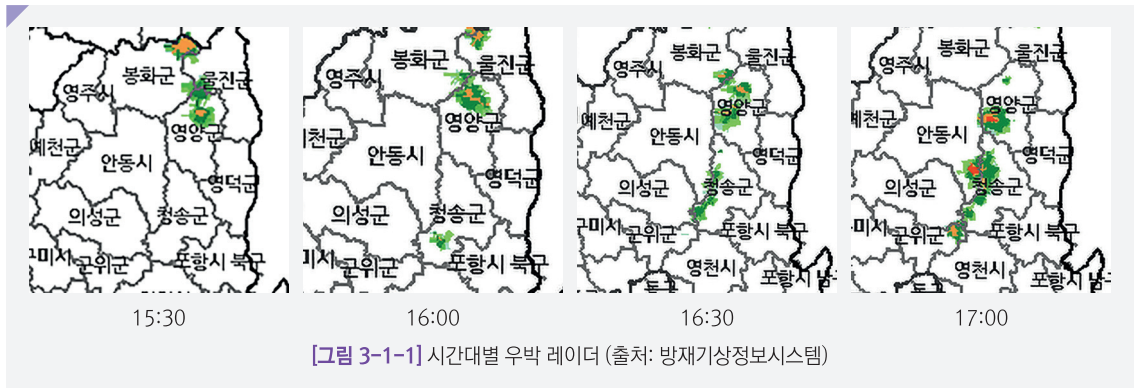 봉화군
울진군
영주시
영양군
예천군
안동시
영덕군
의성군
청송군
구미시
군위군
포항시 북구
봉화군
울진군
영주시
영양군
천군
안동시
영덕군
의성군
청송군
미시
군위군
포항시 북구
봉화군
울진군
영주시
영양군
예천군
안동시
영덕군
의성군
청송군
구미시
군위군
포항시 북구
영천시
포항시 남구
봉화군
울진군
영주시
영양군
안동시
영덕군
의성군
청송군
구미시
군위군
포항시 북구
영천시
포항시 남구
15:30
16:00
16:30
17:00
[그림 3-1-1] 시간대별 우박 레이더 (출처: 방재기상정보시스템)